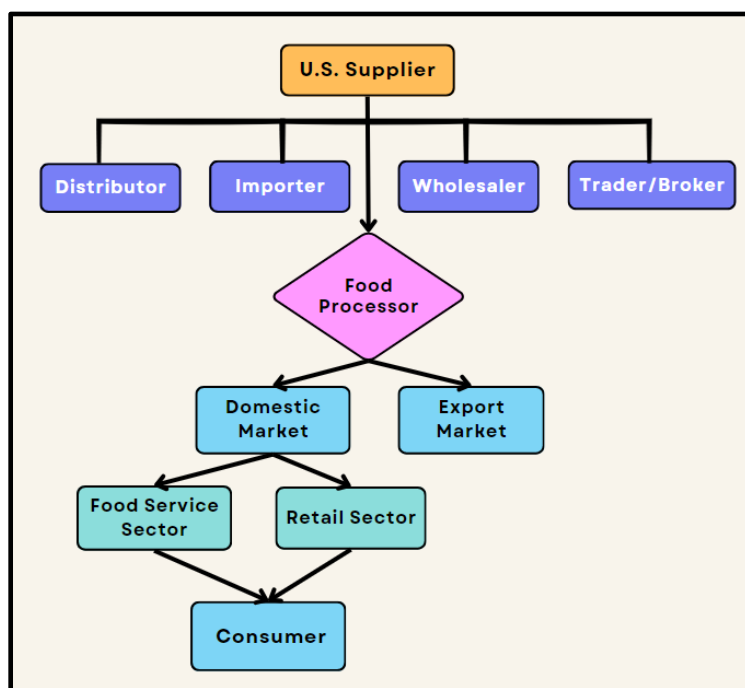 U.S. Supplier
Distributor
Importer
Wholesaler
Trader/Broker
Food
Processor
Domestic
Market
Export
Market
Food Service
Sector
Retail Sector
Consumer